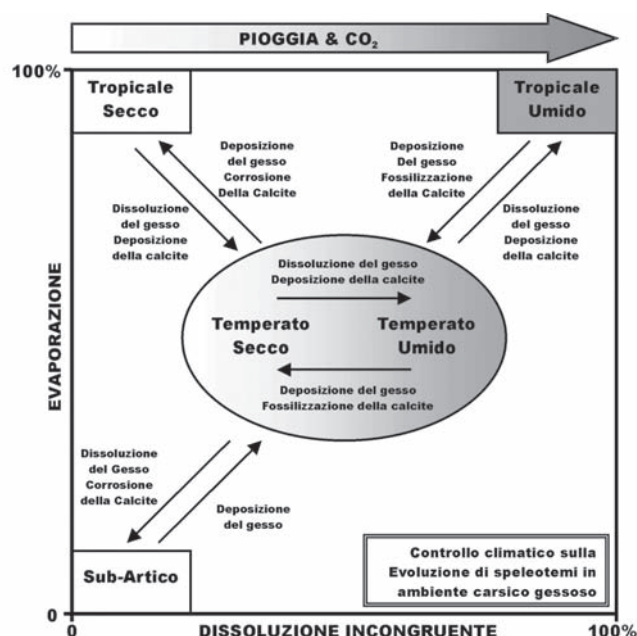 PIOGGIA & CO₂
100%
Tropicale
Secco
Tropicale
Umido
Deposizione
del gesso
Corrosione
Della Calcite
Deposizione
Del gesso
Fossilizzazione
della Calcite
Dissoluzione
del gesso
Deposizione
della calcite
Dissoluzione
del gesso
Deposizione
della calcite
Dissoluzione del gesso
Deposizione della calcite
Temperato
Secco
Temperato
Umido
Deposizione del gesso
Fossilizzazione della calcite
EVAPORAZIONE
Dissoluzione
del Gesso
Corrosione
della Calcite
Deposizione
del gesso
Sub-Artico
Controllo climatico sulla
Evoluzione di speleotemi in
ambiente carsico gessoso
0
0
DISSOLUZIONE INCONGRUENTE
100%